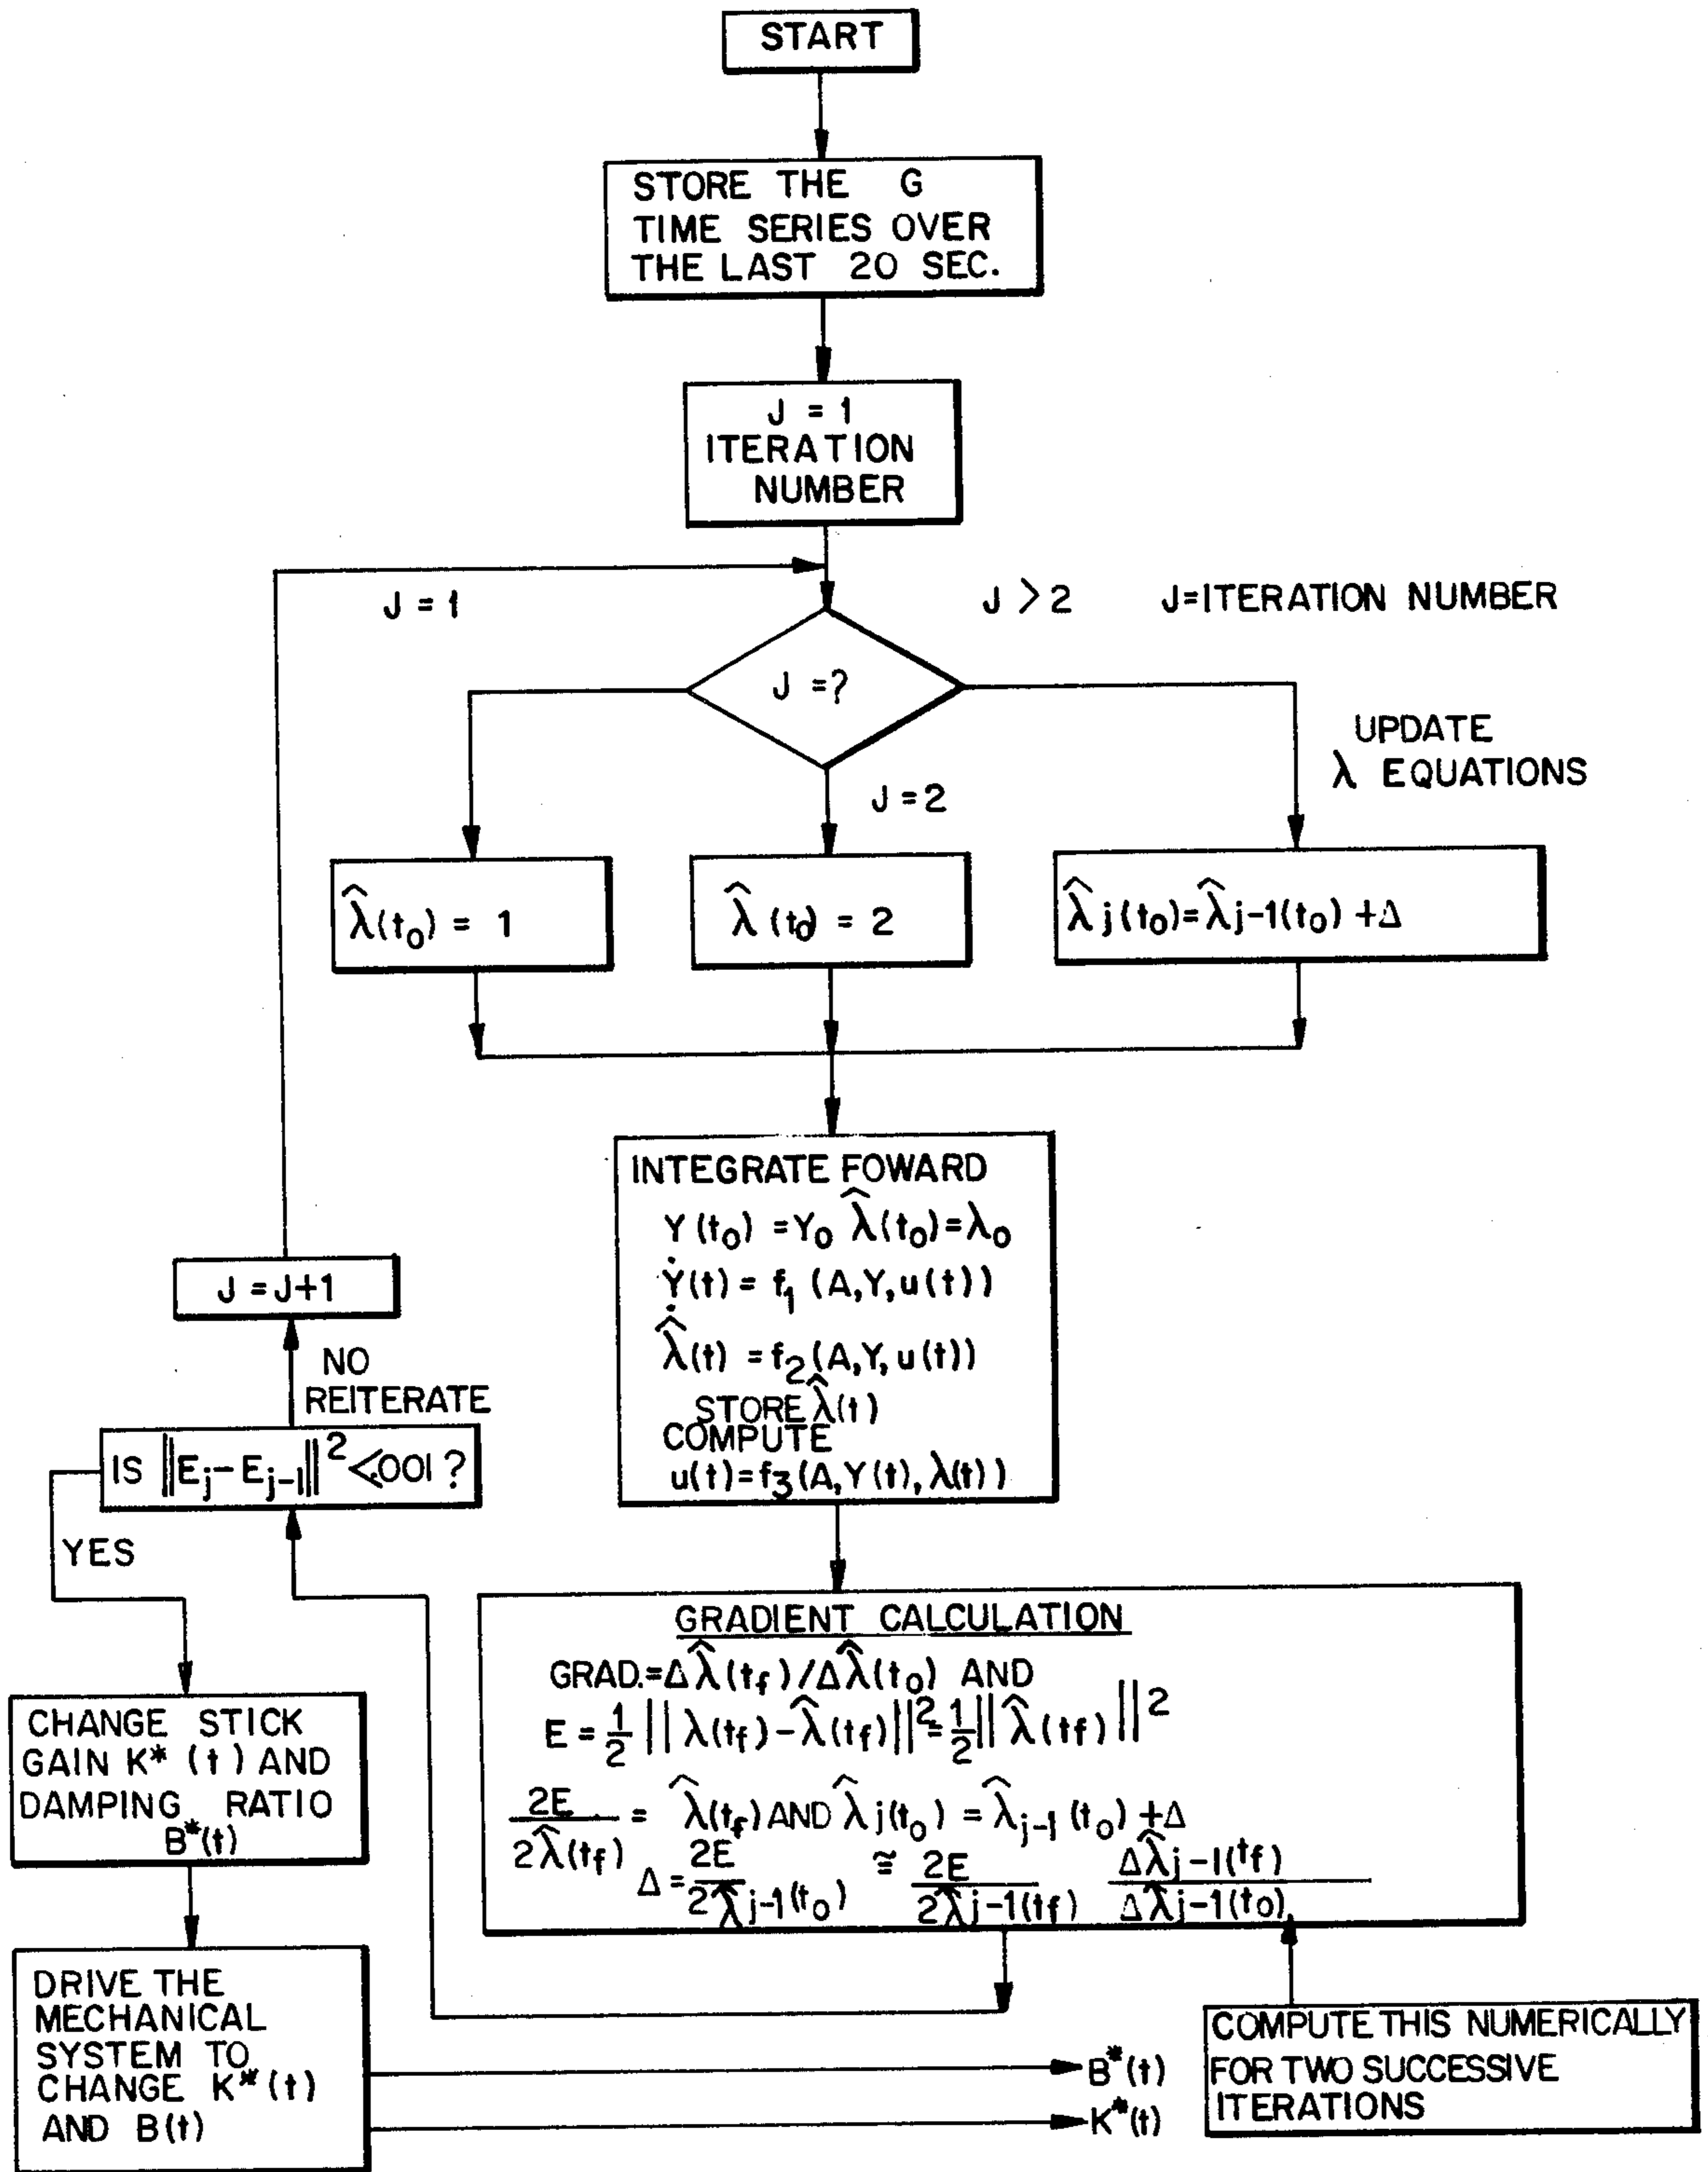 START
STORE THE G
TIME SERIES OVER
THE LAST 20 SEC.
J = 1
ITERATION
NUMBER
J = 1
J > 2
J=ITERATION NUMBER
J =?
UPDATE
λ EQUATIONS
J = 2
λ̂(t₀) = 1
λ̂(t₀) = 2
λ̂j(t₀)=λ̂j-1(t₀) +Δ
INTEGRATE FOWARD
Y(t₀) =Y₀ λ̂(t₀)=λ₀
Ẏ(t) = f₁ (A,Y,u(t))
λ̂̇(t) = f₂(A,Y,u(t))
STORE λ̂(t)
COMPUTE
u(t)=f₃(A,Y(t),λ(t))
J = J+1
NO
REITERATE
IS ||Ej-Ej-1||² <.001 ?
YES
GRADIENT CALCULATION
GRAD.=Δλ̂(tf)/Δλ̂(t₀) AND
E = 1/2 || λ(tf)-λ̂(tf)||²= 1/2 || λ̂(tf) ||²
2E/2λ̂(tf) = λ̂(tf) AND λ̂j(t₀) = λ̂j-1(t₀) +Δ
Δ= 2E/2λ̂j-1(t₀) ≅ 2E/2λ̂j-1(tf) Δλ̂j-1(tf)/Δλ̂j-1(t₀)
CHANGE STICK
GAIN K* (t) AND
DAMPING RATIO
B*(t)
DRIVE THE
MECHANICAL
SYSTEM TO
CHANGE K*(t)
AND B(t)
B*(t)
K*(t)
COMPUTE THIS NUMERICALLY
FOR TWO SUCCESSIVE
ITERATIONS